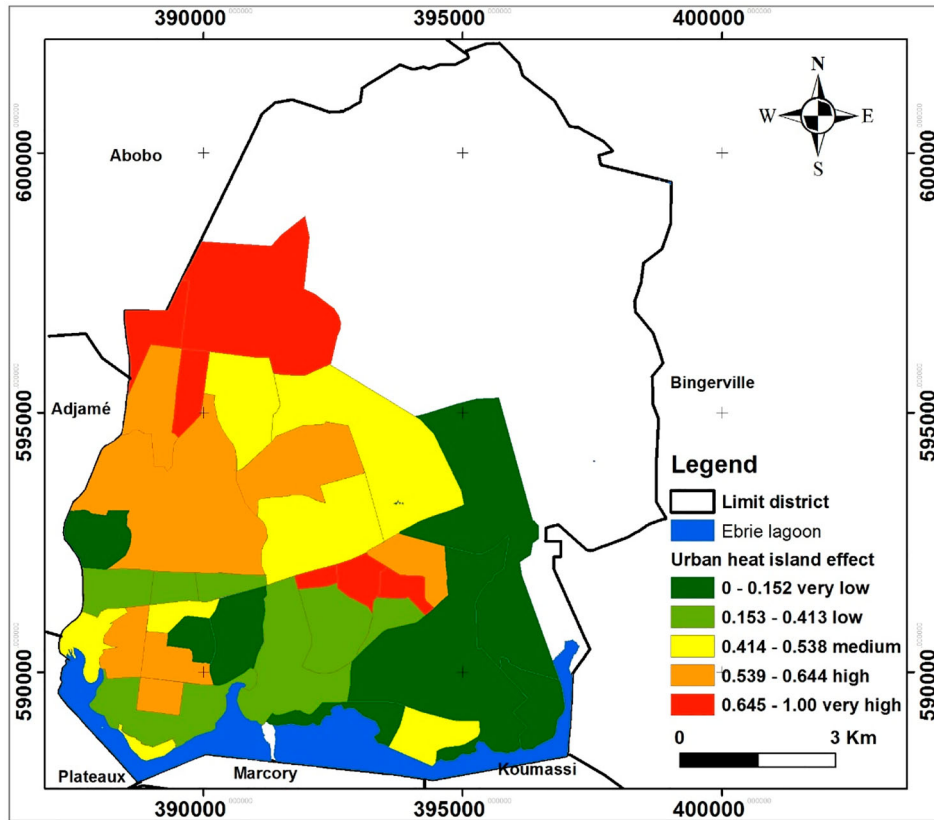 390000 395000 400000
N
W E
S
600000 600000
Abobo
Bingerville
Adjamé
595000 595000
Legend
Limit district
Ebrie lagoon
Urban heat island effect
0 - 0.152 very low
0.153 - 0.413 low
0.414 - 0.538 medium
0.539 - 0.644 high
0.645 - 1.00 very high
590000 590000
0 3 Km
Plateaux Marcory Koumassi
390000 395000 400000